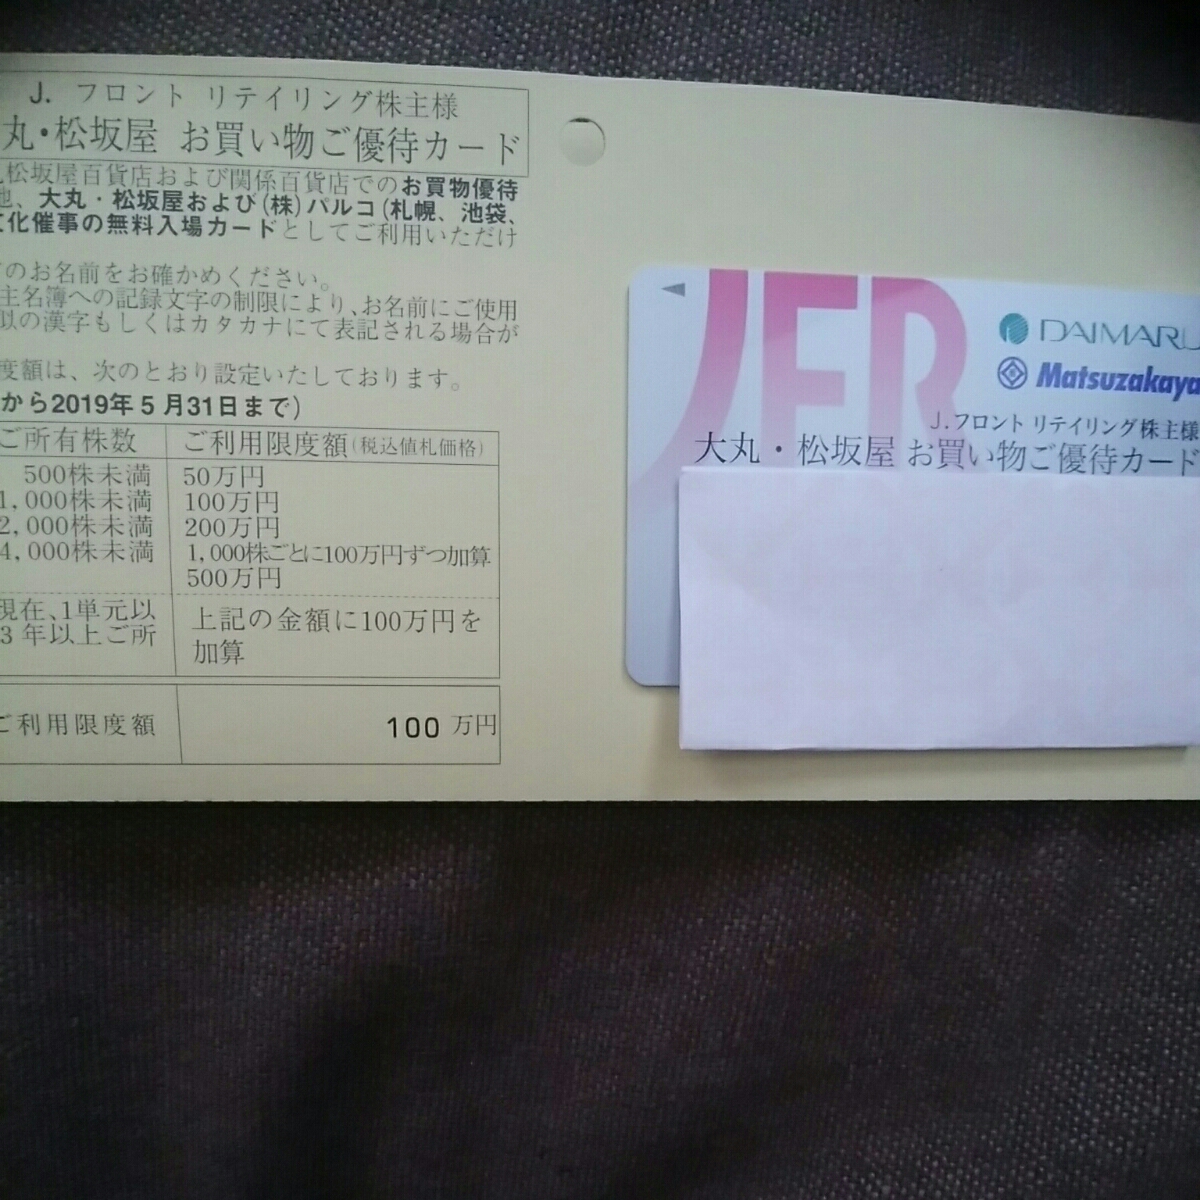 J. フロント リテイリング株主様
丸・松坂屋 お買い物ご優待カード
松坂屋百貨店および関係百貨店でのお買物優待
他、大丸・松坂屋および(株)パルコ(札幌、池袋、
文化催事の無料入場カードとしてご利用いただけ
のお名前をお確かめください。
主名簿への記録文字の制限により、お名前にご使用
似の漢字もしくはカタカナにて表記される場合が
度額は、次のとおり設定いたしております。
から2019年5月31日まで)
ご所有株数 ご利用限度額(税込値札価格)
500株未満 50万円
1,000株未満 100万円
2,000株未満 200万円
4,000株未満 1,000株ごとに100万円ずつ加算
500万円
現在、1単元以 上記の金額に100万円を
3年以上ご所 加算
ご利用限度額 100 万円
JFR
DAIMARU
Matsuzakaya
J.フロント リテイリング株主様
大丸・松坂屋 お買い物ご優待カード